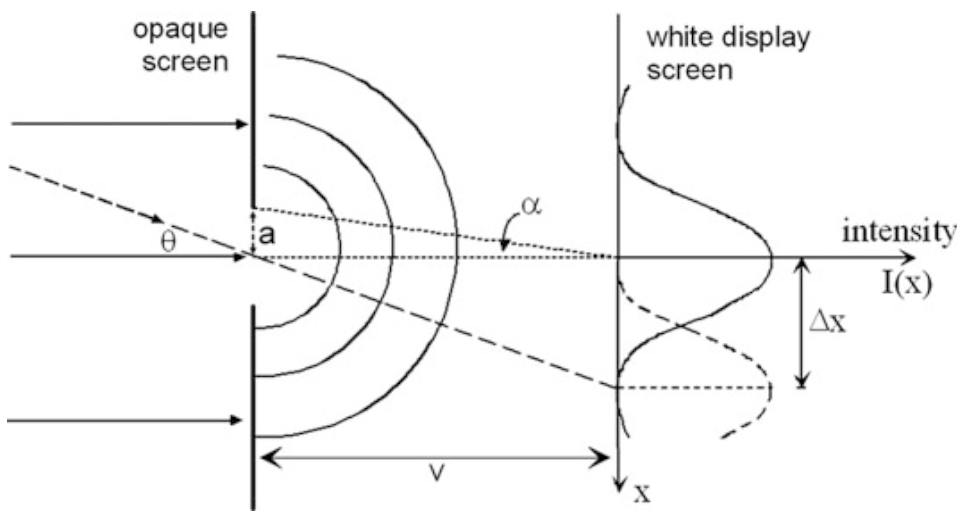 opaque
screen
white display
screen
α
intensity
I(x)
θ
a
Δx
v
x